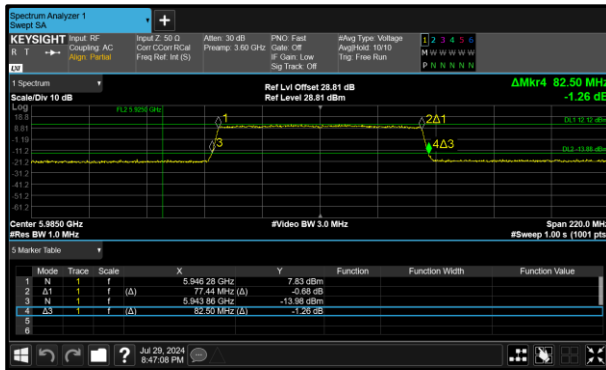 Spectrum Analyzer 1
Swept SA
+
KEYSIGHT Input: RF Input Z: 50 Ω Atten: 30 dB PNO: Fast #Avg Type: Voltage 1 2 3 4 5 6
R T Coupling: AC Corr CCorr RCal Preamp: 3.60 GHz Gate: Off Avg|Hold: 10/10 M W W W W W
Align: Partial Freq Ref: Int (S) IF Gain: Low Trig: Free Run
LXI Sig Track: Off P N N N N N
1 Spectrum Ref Lvl Offset 28.81 dB ΔMkr4 82.50 MHz
Scale/Div 10 dB Ref Level 28.81 dBm -1.26 dB
Log FL2 5.9250 GHz
18.8 1 2Δ1 DL1 12.12 dBm
8.81
-1.19 3 4Δ3 DL2 -13.88 dBm
-11.2
-21.2
-31.2
-41.2
-51.2
-61.2
Center 5.9850 GHz #Video BW 3.0 MHz Span 220.0 MHz
#Res BW 1.0 MHz #Sweep 1.00 s (1001 pts)
5 Marker Table
Mode Trace Scale X Y Function Function Width Function Value
1 N 1 f 5.946 28 GHz 7.83 dBm
2 Δ1 1 f (Δ) 77.44 MHz (Δ) -0.68 dB
3 N 1 f 5.943 86 GHz -13.98 dBm
4 Δ3 1 f (Δ) 82.50 MHz (Δ) -1.26 dB
5
6
? Jul 29, 2024
8:47:08 PM